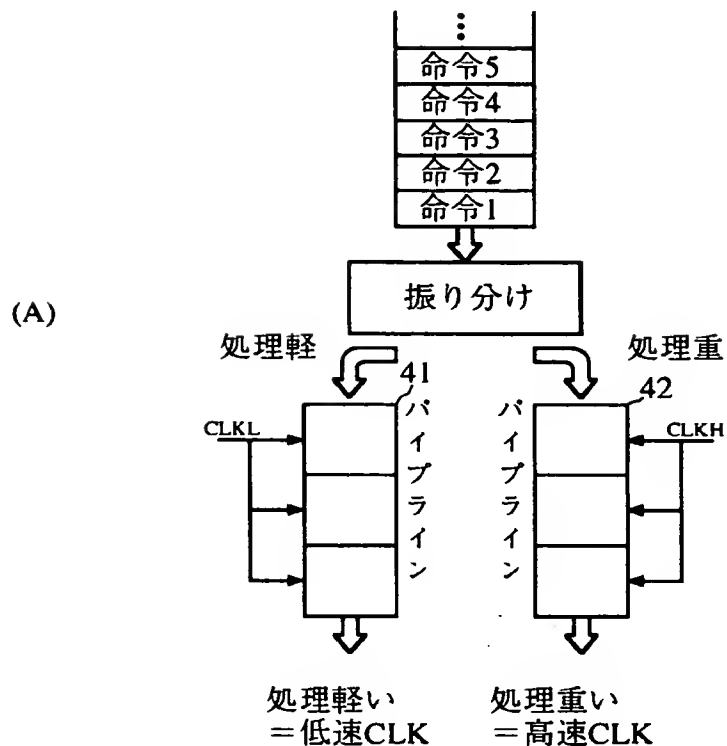 ⋮
命令5
命令4
命令3
命令2
命令1
振り分け
(A)
処理軽
処理重
41
42
CLKL
CLKH
パイプライン
パイプライン
処理軽い
=低速CLK
処理重い
=高速CLK